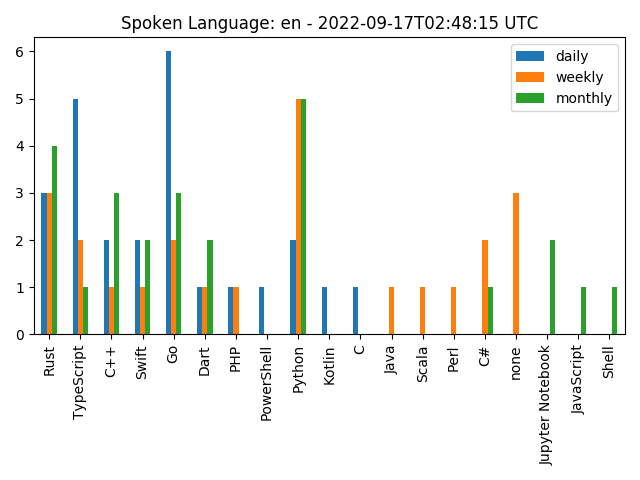 Spoken Language: en - 2022-09-17T02:48:15 UTC
daily
weekly
monthly
6
5
4
3
2
1
0
Rust
TypeScript
C++
Swift
Go
Dart
PHP
PowerShell
Python
Kotlin
C
Java
Scala
Perl
C#
none
Jupyter Notebook
JavaScript
Shell